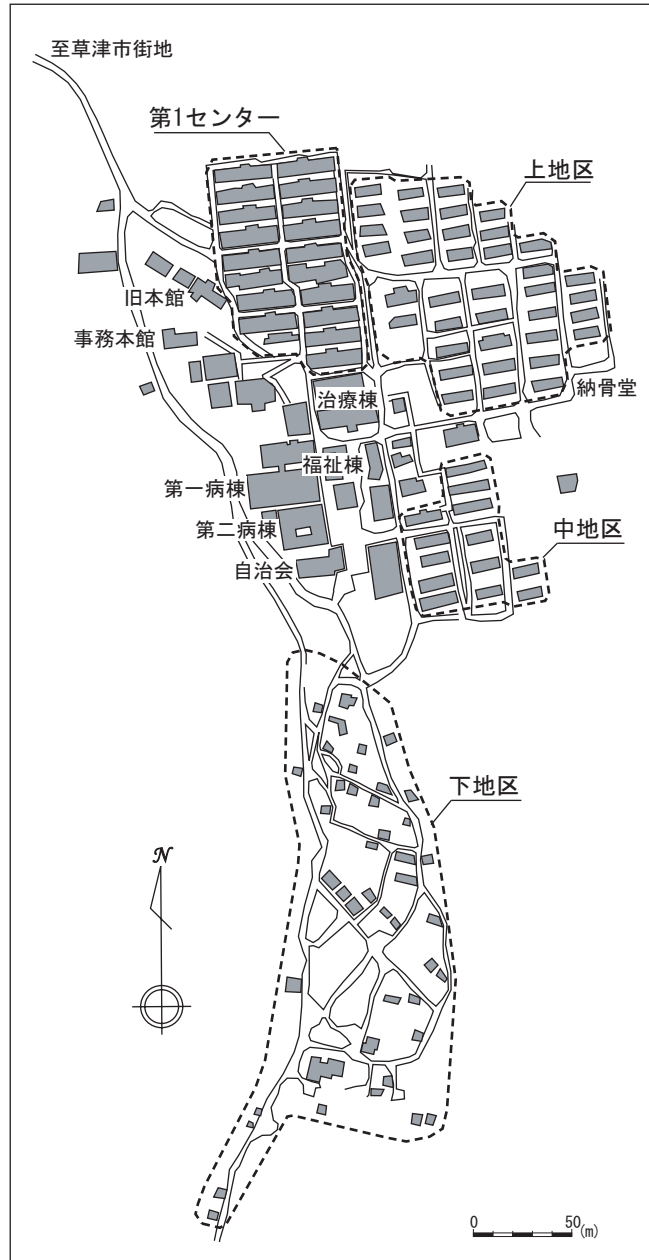 至草津市街地
第1センター
上地区
旧本館
事務本館
治療棟
納骨堂
福祉棟
第一病棟
第二病棟
中地区
自治会
下地区
N
0 50(m)